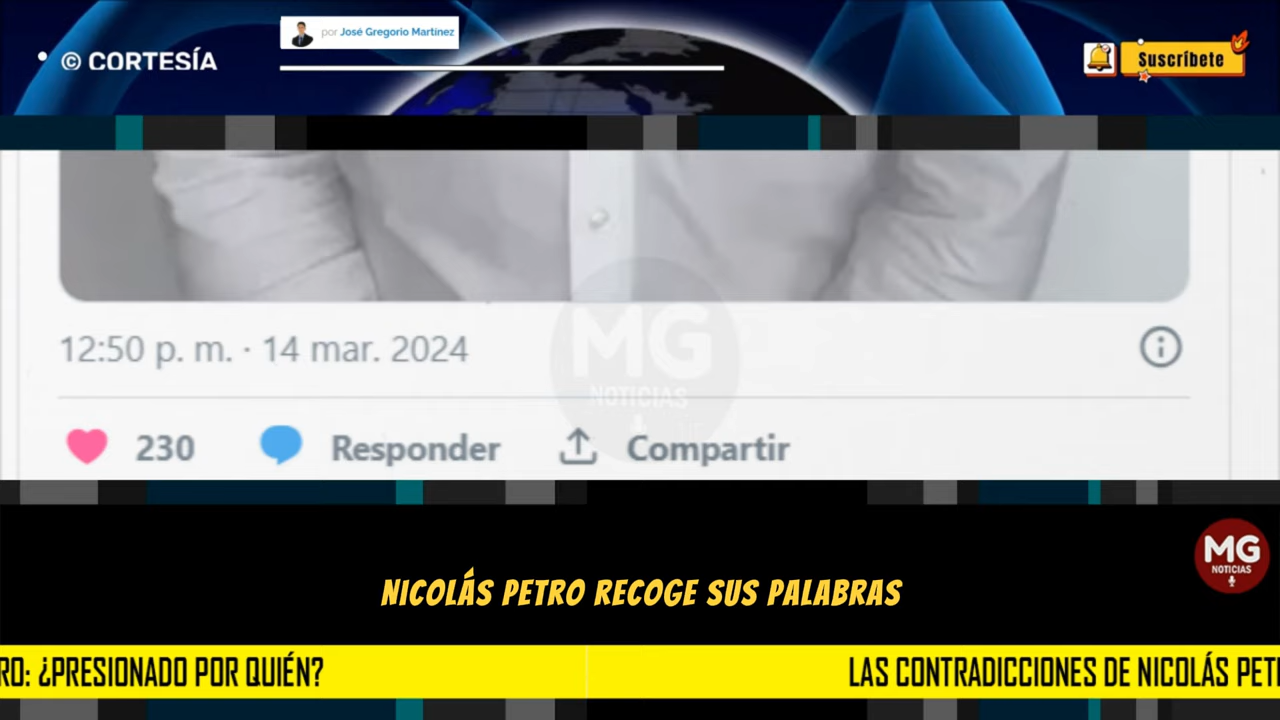 © CORTESÍA
por José Gregorio Martínez
Suscríbete
12:50 p. m. · 14 mar. 2024
MG
NOTICIAS
230 Responder Compartir
MG
NOTICIAS
NICOLÁS PETRO RECOGE SUS PALABRAS
RO: ¿PRESIONADO POR QUIÉN? LAS CONTRADICCIONES DE NICOLÁS PET